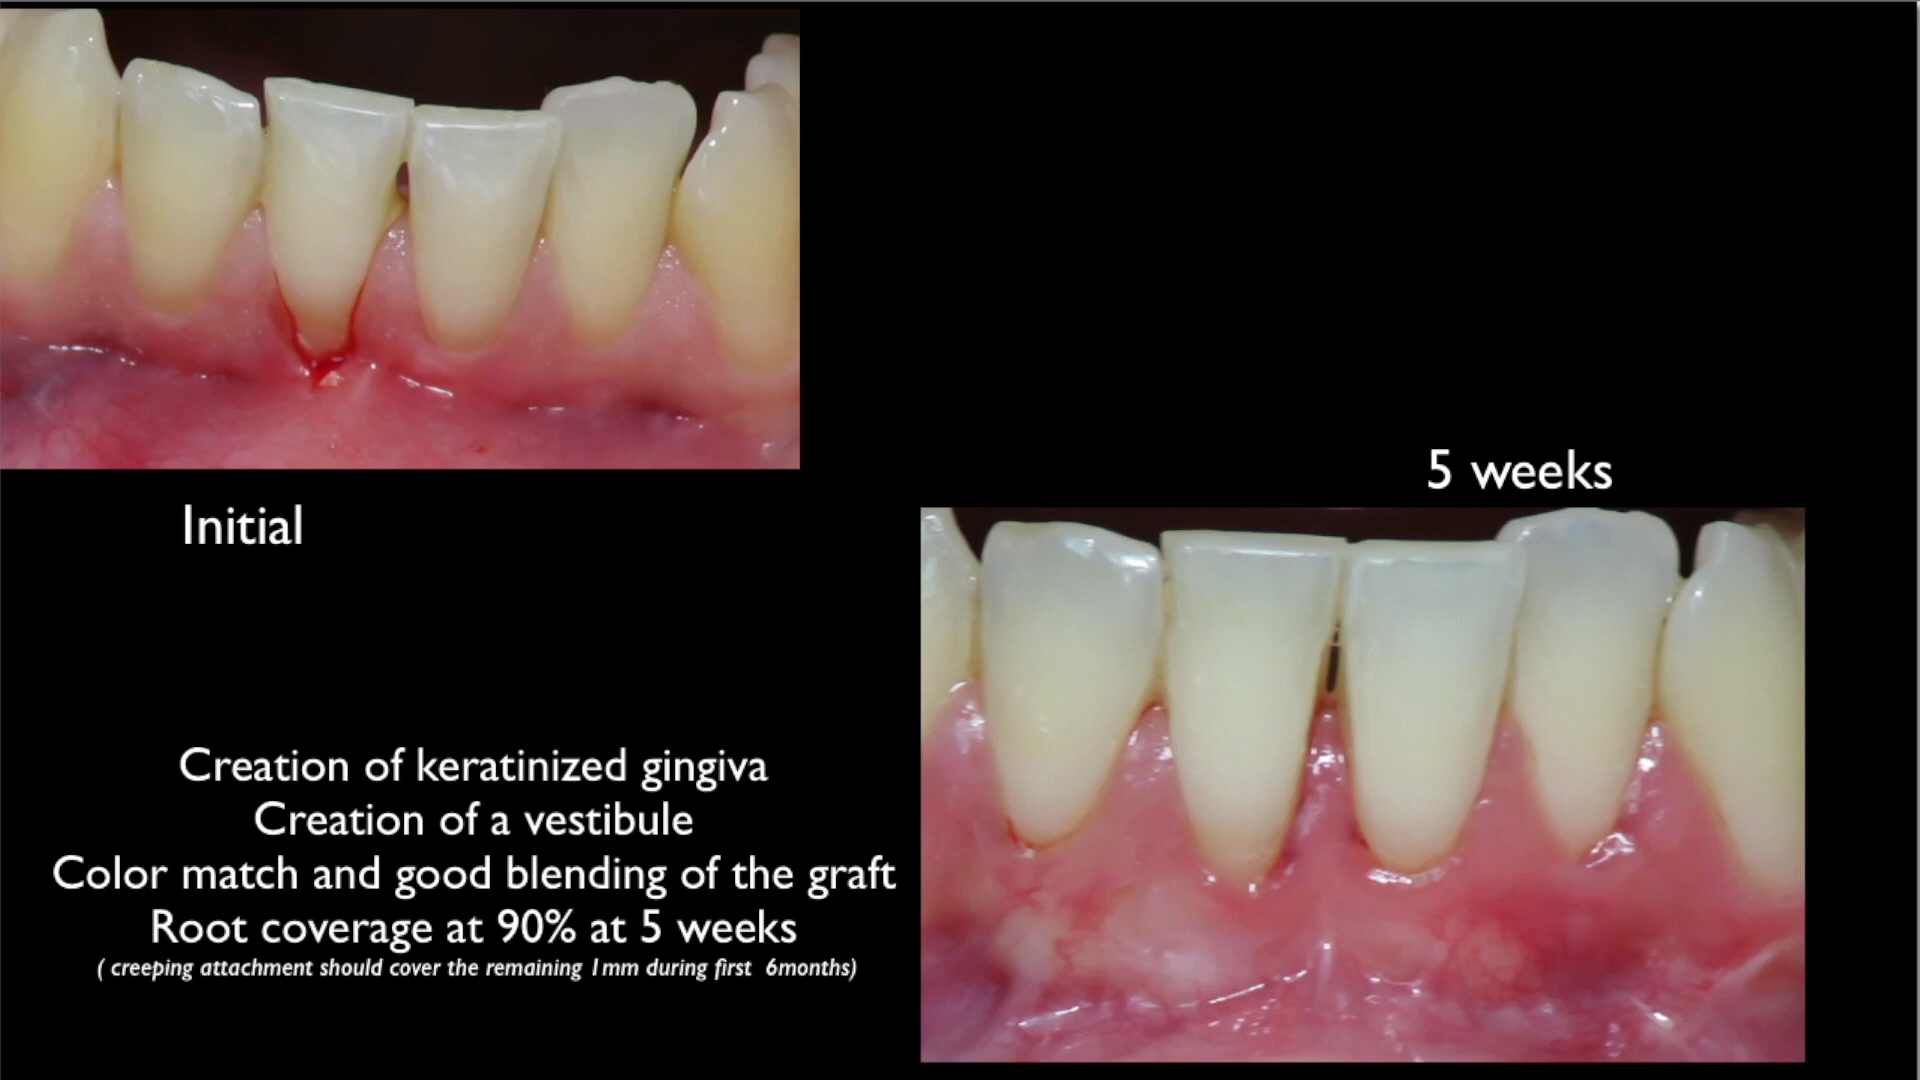 Initial
5 weeks
Creation of keratinized gingiva
Creation of a vestibule
Color match and good blending of the graft
Root coverage at 90% at 5 weeks
( creeping attachment should cover the remaining 1mm during first  6months)